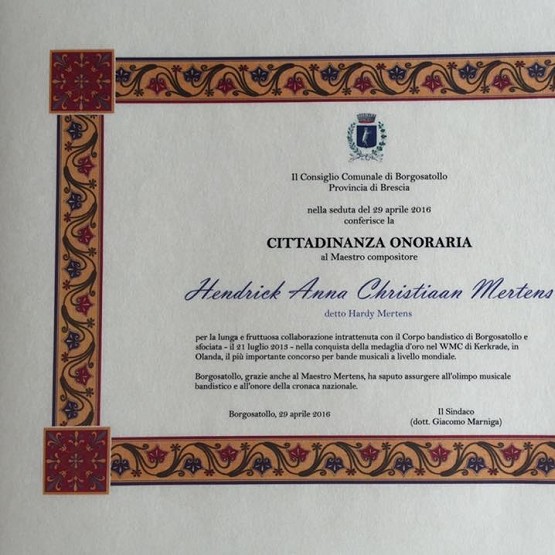 Il Consiglio Comunale di Borgosatollo
Provincia di Brescia
nella seduta del 29 aprile 2016
conferisce la
CITTADINANZA ONORARIA
al Maestro compositore
Hendrick Anna Christiaan Mertens
detto Hardy Mertens
per la lunga e fruttuosa collaborazione intrattenuta con il Corpo bandistico di Borgosatollo e
sfociata - il 21 luglio 2013 - nella conquista della medaglia d'oro nel WMC di Kerkrade, in
Olanda, il più importante concorso per bande musicali a livello mondiale.
Borgosatollo, grazie anche al Maestro Mertens, ha saputo assurgere all'olimpo musicale
bandistico e all'onore della cronaca nazionale.
Borgosatollo, 29 aprile 2016
Il Sindaco
(dott. Giacomo Marniga)